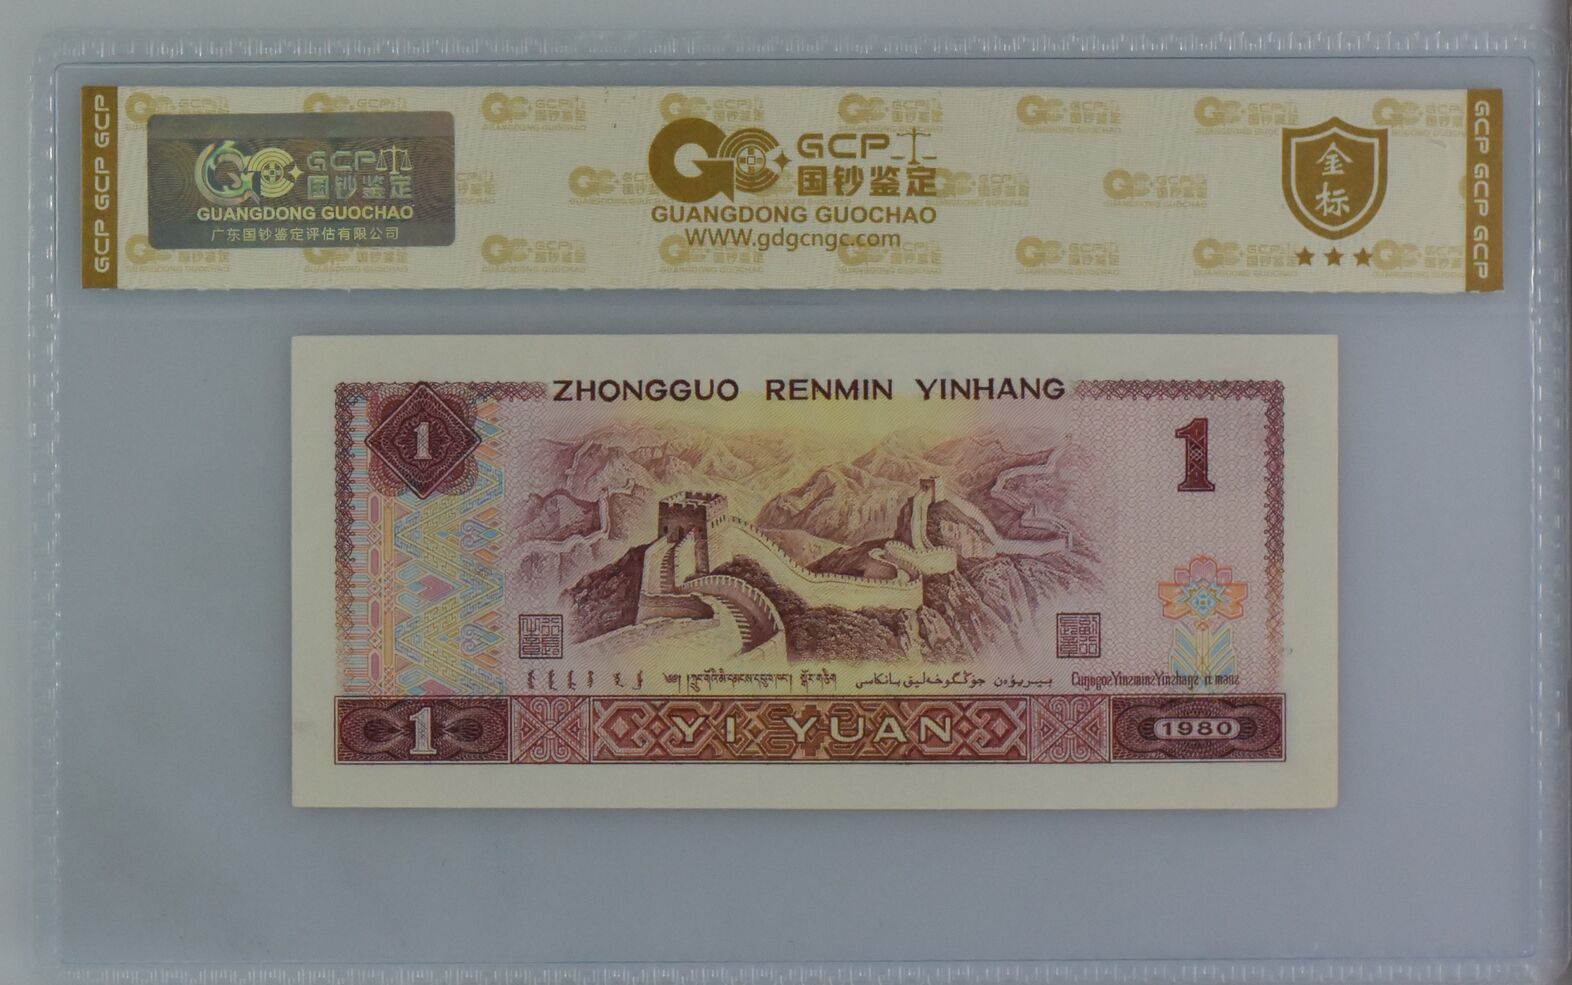 GCP GCP GCP
GCP
国钞鉴定
GUANGDONG GUOCHAO
广东国钞鉴定评估有限公司
GCP
国钞鉴定
GUANGDONG GUOCHAO
WWW.gdgcngc.com
金标
GCP GCP GCP
ZHONGGUO RENMIN YINHANG
1
1
1
YI YUAN
1980